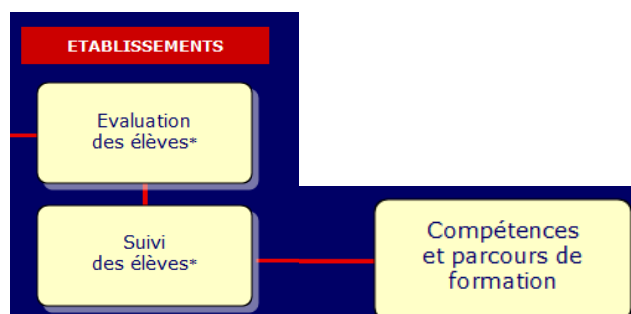 ETABLISSEMENTS
Evaluation
des élèves*
Suivi
des élèves*
Compétences
et parcours de
formation